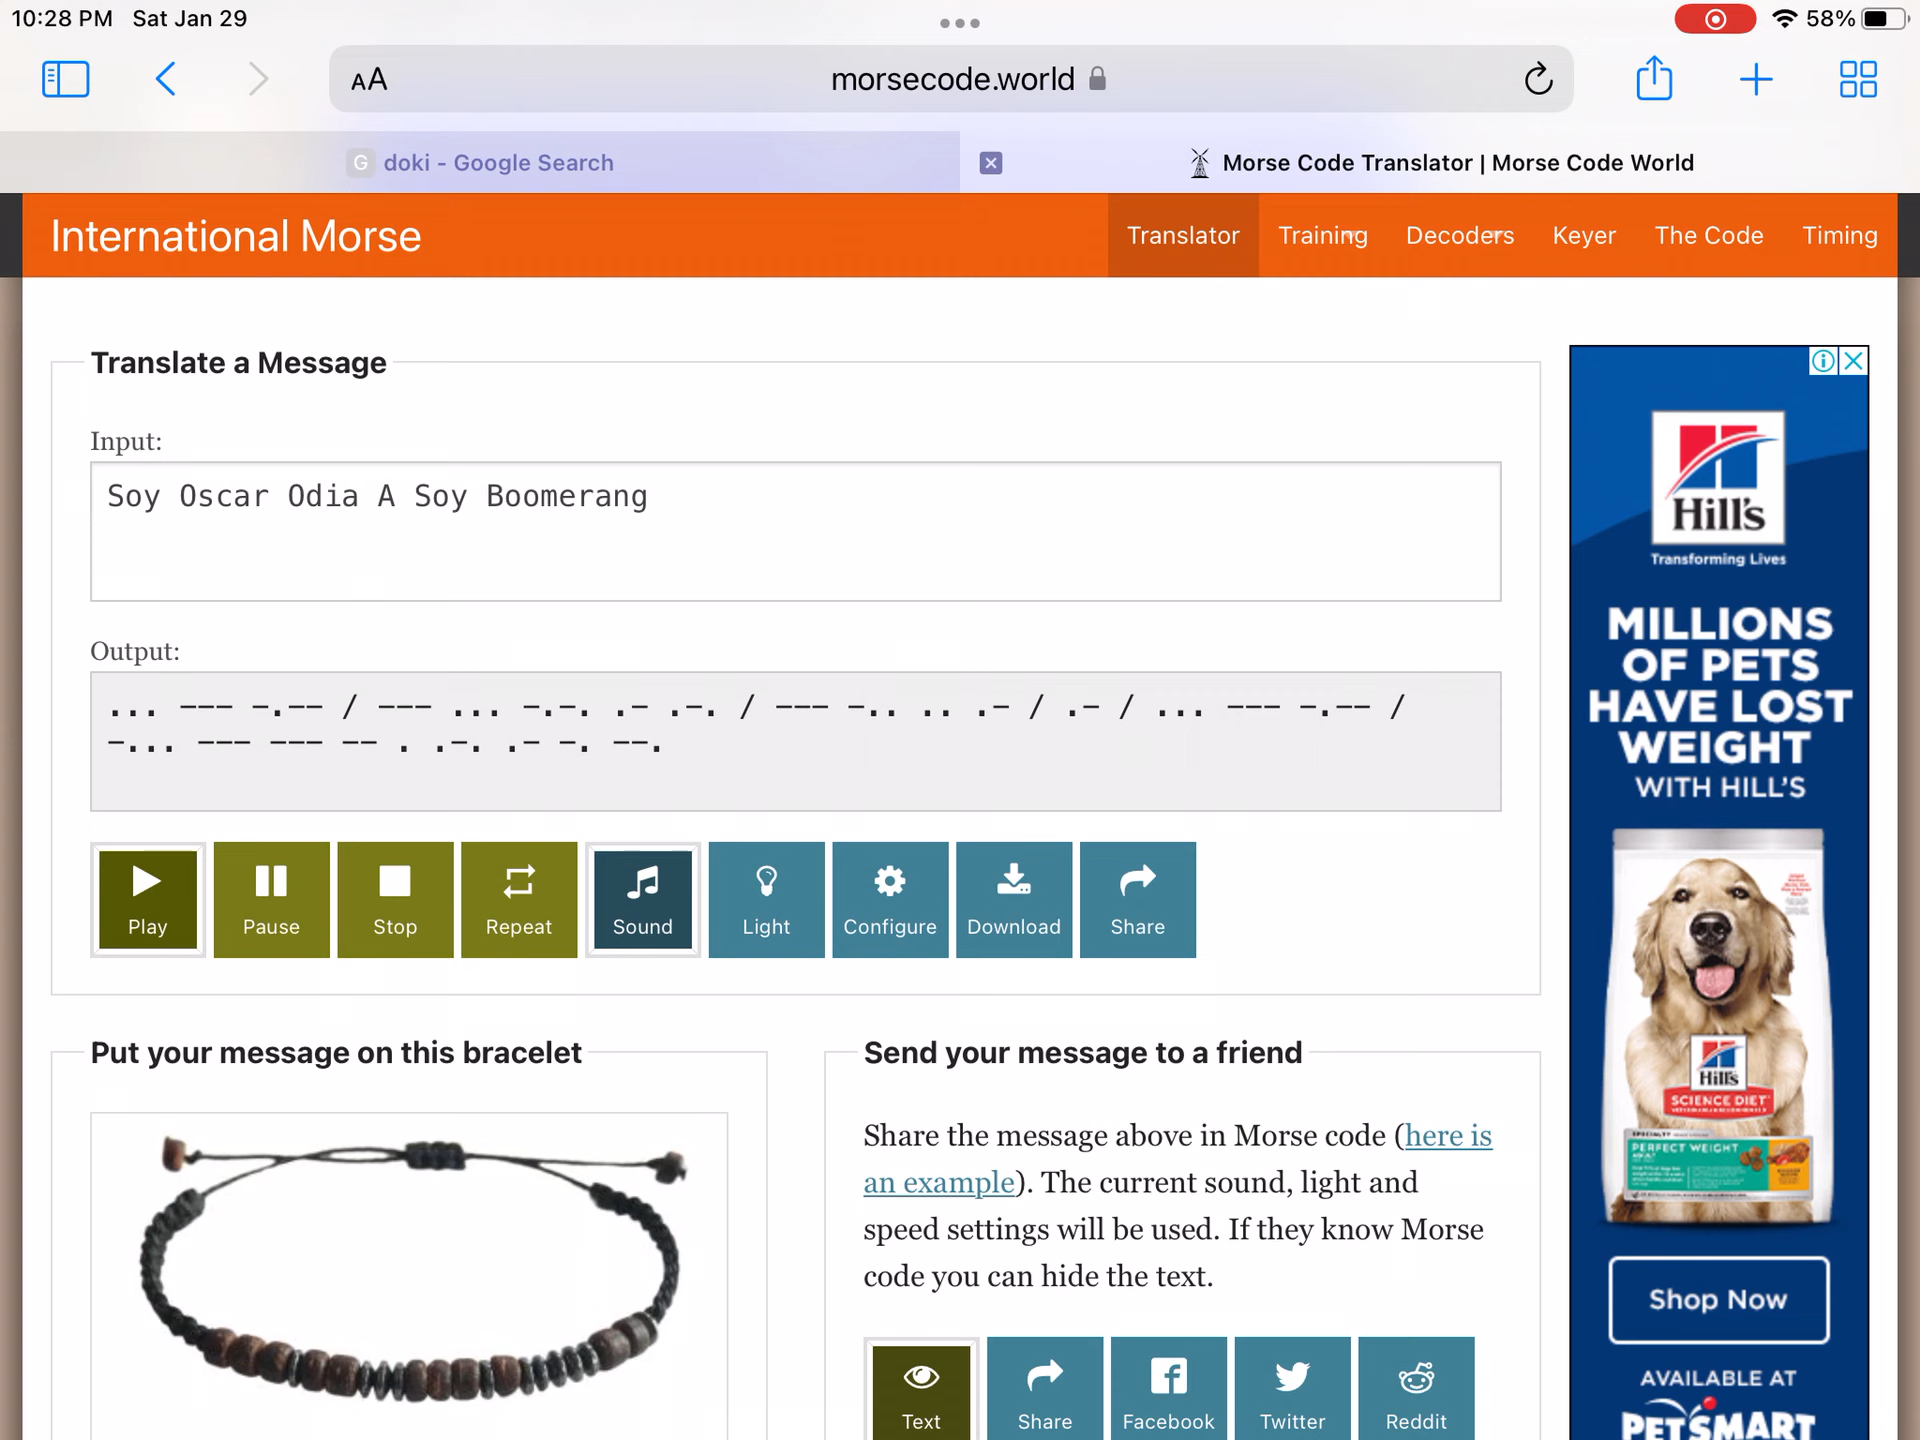 10:28 PM Sat Jan 29
58%
AA
morsecode.world
G doki - Google Search
Morse Code Translator | Morse Code World
International Morse
Translator Training Decoders Keyer The Code Timing
Translate a Message
Input:
Soy Oscar Odia A Soy Boomerang
Output:
... --- -.-- / --- ... -.-. .- .-. / --- -.. .. .- / .- / ... --- -.-- /
-... --- --- -- . .-. .- -. --.
Play Pause Stop Repeat Sound Light Configure Download Share
Put your message on this bracelet
Send your message to a friend
Share the message above in Morse code (here is
an example). The current sound, light and
speed settings will be used. If they know Morse
code you can hide the text.
Text Share Facebook Twitter Reddit
Hill's
Transforming Lives
MILLIONS
OF PETS
HAVE LOST
WEIGHT
WITH HILL'S
Hill's
SCIENCE DIET
PERFECT WEIGHT
Shop Now
AVAILABLE AT
PETSMART